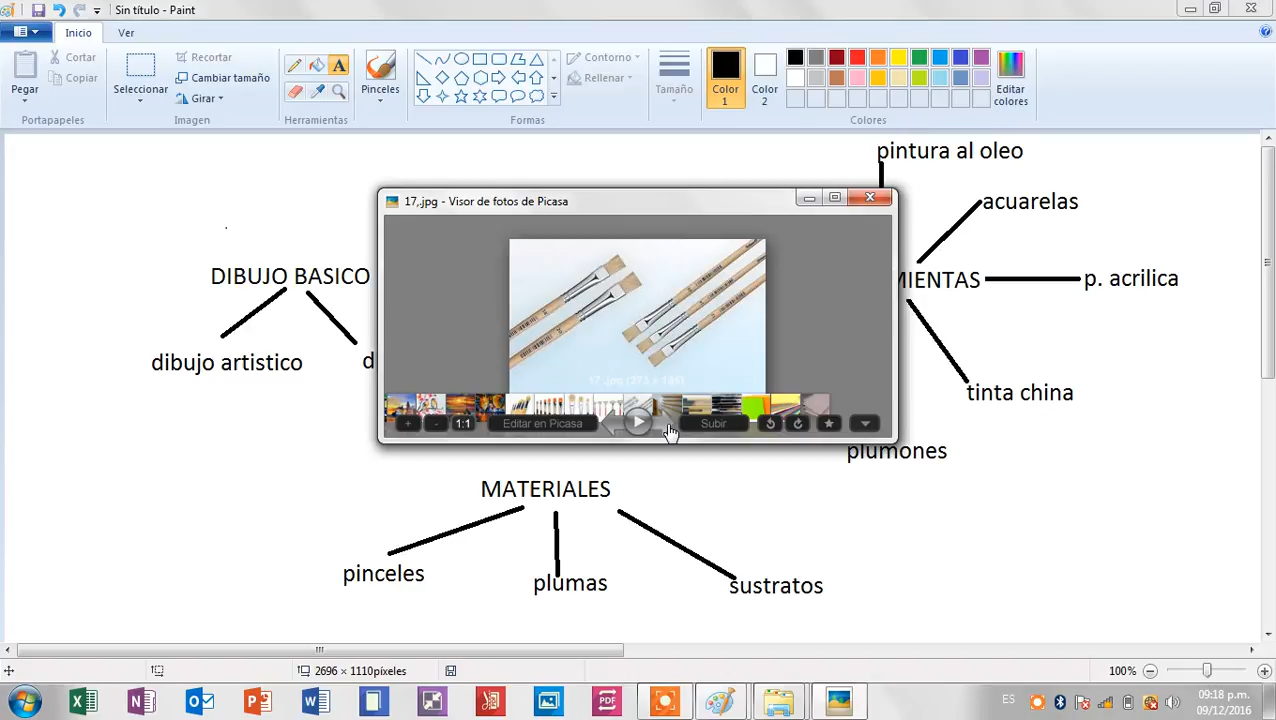 Sin título - Paint
Inicio
Ver
Pegar
Cortar
Copiar
Portapapeles
Seleccionar
Recortar
Cambiar tamaño
Girar
Imagen
A
Herramientas
Pinceles
Contorno
Rellenar
Formas
Tamaño
Color
1
Color
2
Editar
colores
Colores
pintura al oleo
acuarelas
MIENTAS
p. acrilica
tinta china
plumones
17,.jpg - Visor de fotos de Picasa
+
-
1:1
Editar en Picasa
Subir
DIBUJO BASICO
dibujo artistico
d
MATERIALES
pinceles
plumas
sustratos
2696 × 1110píxeles
100%
ES
09:18 p.m.
09/12/2016